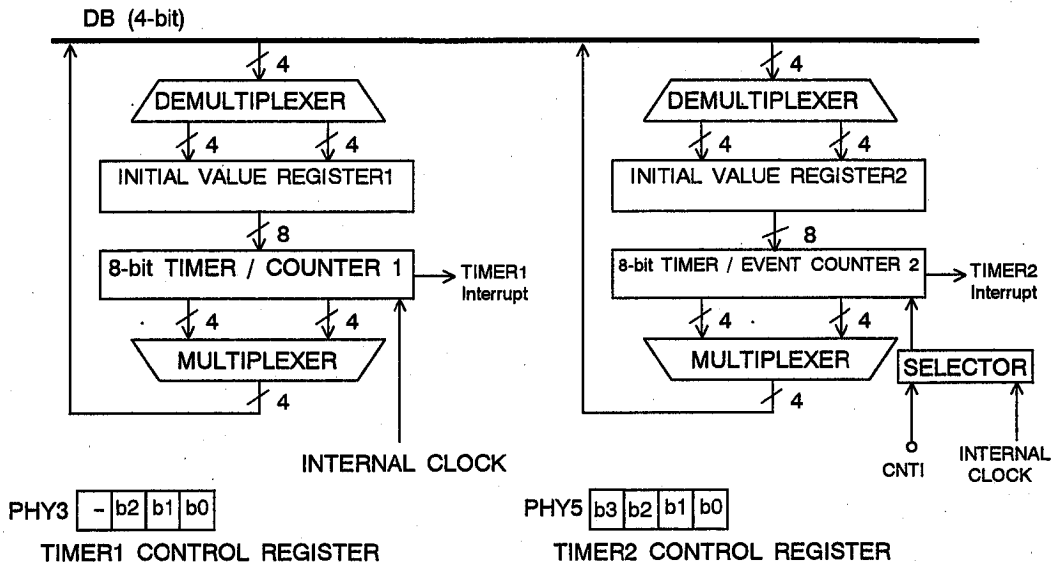 DB (4-bit)
4
4
DEMULTIPLEXER
DEMULTIPLEXER
4
4
4
4
INITIAL VALUE REGISTER1
INITIAL VALUE REGISTER2
8
8
8-bit TIMER / COUNTER 1
TIMER1
Interrupt
8-bit TIMER / EVENT COUNTER 2
TIMER2
Interrupt
4
4
4
4
MULTIPLEXER
MULTIPLEXER
SELECTOR
4
4
INTERNAL CLOCK
CNTI
INTERNAL
CLOCK
PHY3 - b2 b1 b0
PHY5 b3 b2 b1 b0
TIMER1 CONTROL REGISTER
TIMER2 CONTROL REGISTER